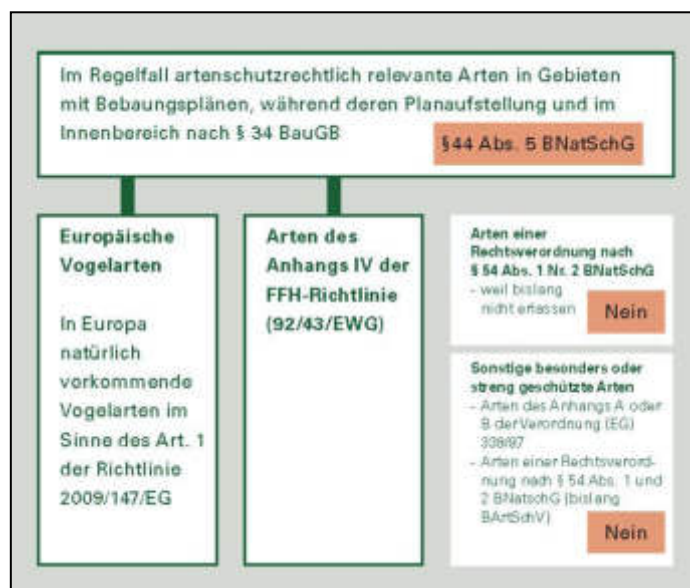 Im Regelfall artenschutzrechtlich relevante Arten in Gebieten
mit Bebaungsplänen, während deren Planaufstellung und im
Innenbereich nach § 34 BauGB
§44 Abs. 5 BNatSchG
Europäische
Vogelarten
In Europa
natürlich
vorkommende
Vogelarten im
Sinne des Art. 1
der Richtlinie
2009/147/EG
Arten des
Anhangs IV der
FFH-Richtlinie
(92/43/EWG)
Arten einer
Rechtsverordnung nach
§ 54 Abs. 1 Nr. 2 BNatSchG
- weil bislang
nicht erlassen
Nein
Sonstige besonders oder
streng geschützte Arten
- Arten des Anhangs A oder
B der Verordnung (EG)
338/97
- Arten einer Rechtsverord-
nung nach § 54 Abs. 1 und
2 BNatschG (bislang
BArtSchV)
Nein